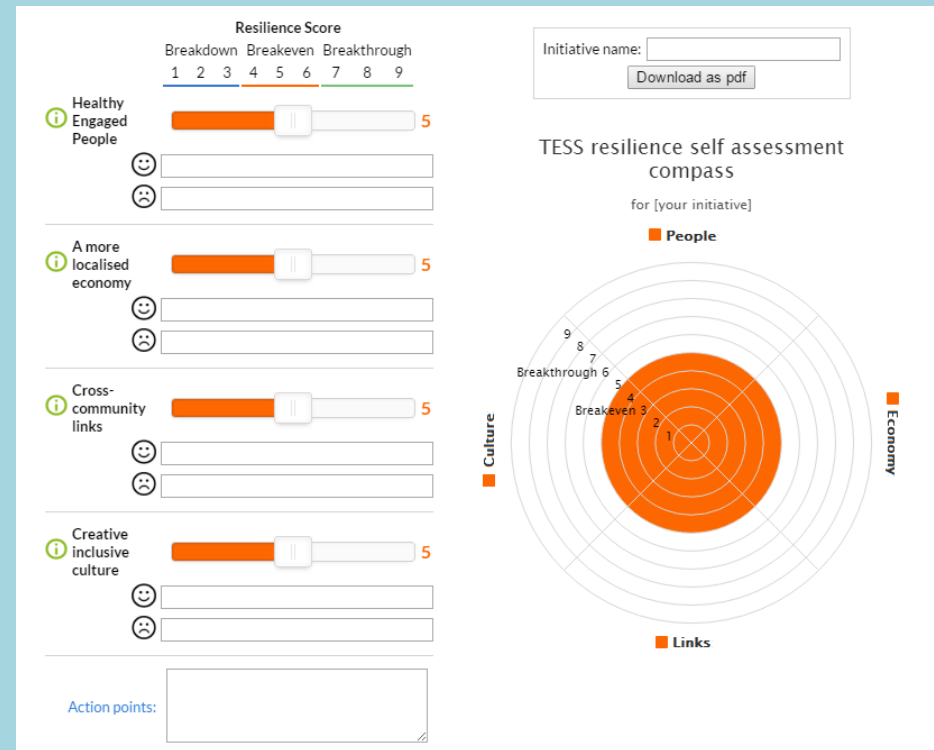 Resilience Score
Breakdown Breakeven Breakthrough
1 2 3 4 5 6 7 8 9
Healthy
Engaged
People
5
A more
localised
economy
5
Cross-
community
links
5
Creative
inclusive
culture
5
Action points:
Initiative name:
Download as pdf
TESS resilience self assessment
compass
for [your initiative]
People
9
8
7
Breakthrough 6
5
4
Breakeven 3
2
1
Culture
Economy
Links